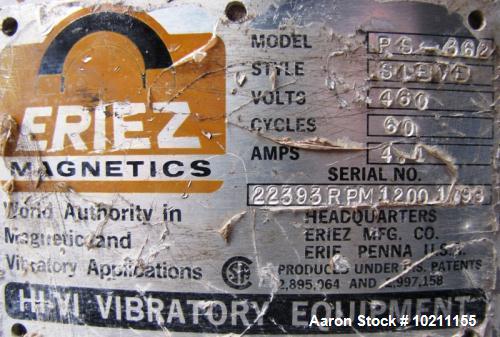 ERIEZ
MAGNETICS
World Authority in
Magnetic and
Vibratory Applications
MODEL
STYLE
VOLTS 460
CYCLES 60
AMPS
SERIAL NO.
22393 RPM 1200
HEADQUARTERS
ERIEZ MFG. CO.
ERIE PENNA U.S.A.
PRODUCED UNDER U.S. PATENTS
2,895,064 AND 2,997,158
HI-VI VIBRATORY EQUIPMENT
Aaron Stock # 10211155